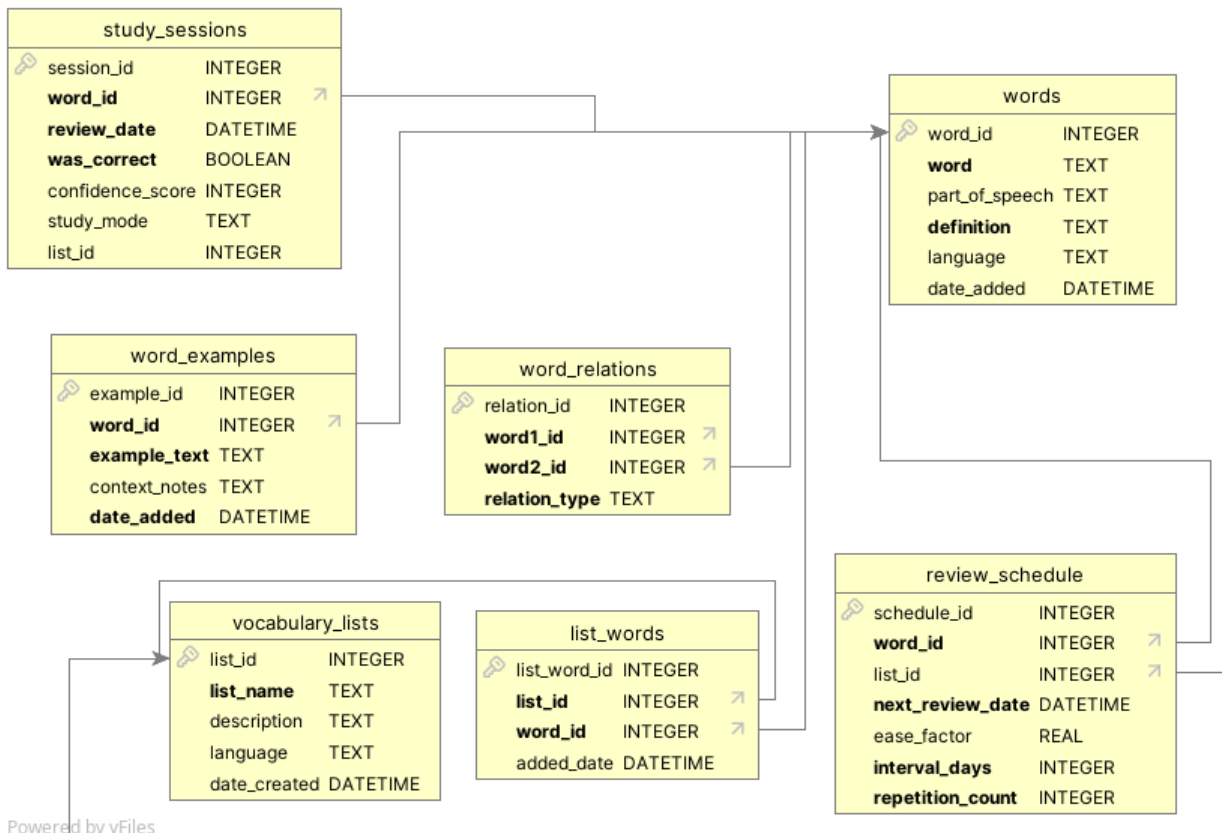 study_sessions
session_id INTEGER
word_id INTEGER
review_date DATETIME
was_correct BOOLEAN
confidence_score INTEGER
study_mode TEXT
list_id INTEGER
words
word_id INTEGER
word TEXT
part_of_speech TEXT
definition TEXT
language TEXT
date_added DATETIME
word_examples
example_id INTEGER
word_id INTEGER
example_text TEXT
context_notes TEXT
date_added DATETIME
word_relations
relation_id INTEGER
word1_id INTEGER
word2_id INTEGER
relation_type TEXT
vocabulary_lists
list_id INTEGER
list_name TEXT
description TEXT
language TEXT
date_created DATETIME
list_words
list_word_id INTEGER
list_id INTEGER
word_id INTEGER
added_date DATETIME
review_schedule
schedule_id INTEGER
word_id INTEGER
list_id INTEGER
next_review_date DATETIME
ease_factor REAL
interval_days INTEGER
repetition_count INTEGER
Powered by yFiles